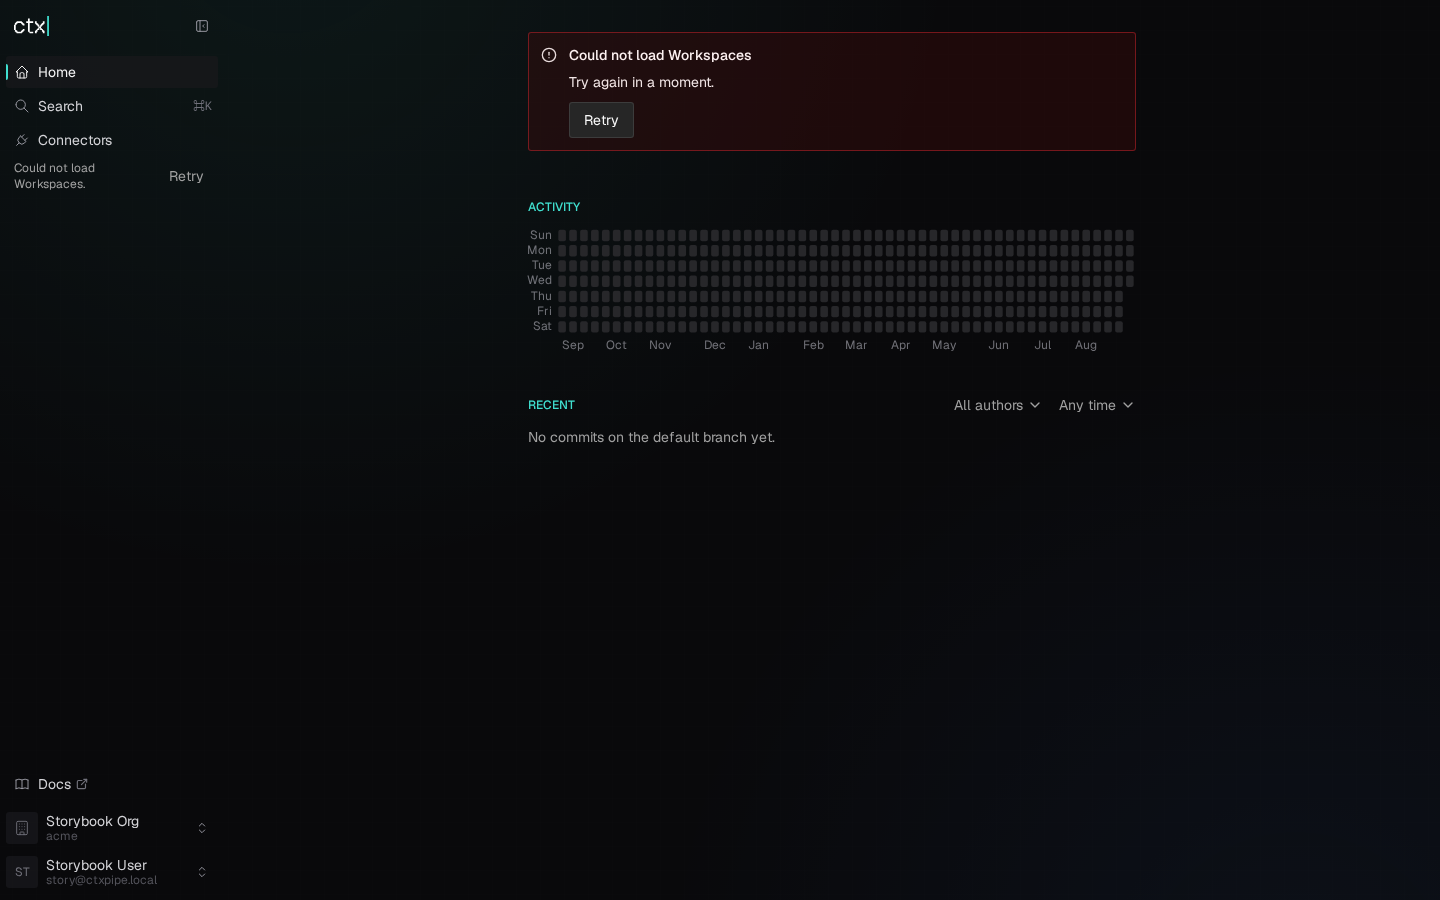 ctx
Home
Search ⌘K
Connectors
Could not load
Workspaces.
Retry
Could not load Workspaces
Try again in a moment.
Retry
ACTIVITY
Sun
Mon
Tue
Wed
Thu
Fri
Sat
Sep Oct Nov Dec Jan Feb Mar Apr May Jun Jul Aug
RECENT All authors Any time
No commits on the default branch yet.
Docs
Storybook Org
acme
ST
Storybook User
story@ctxpipe.local